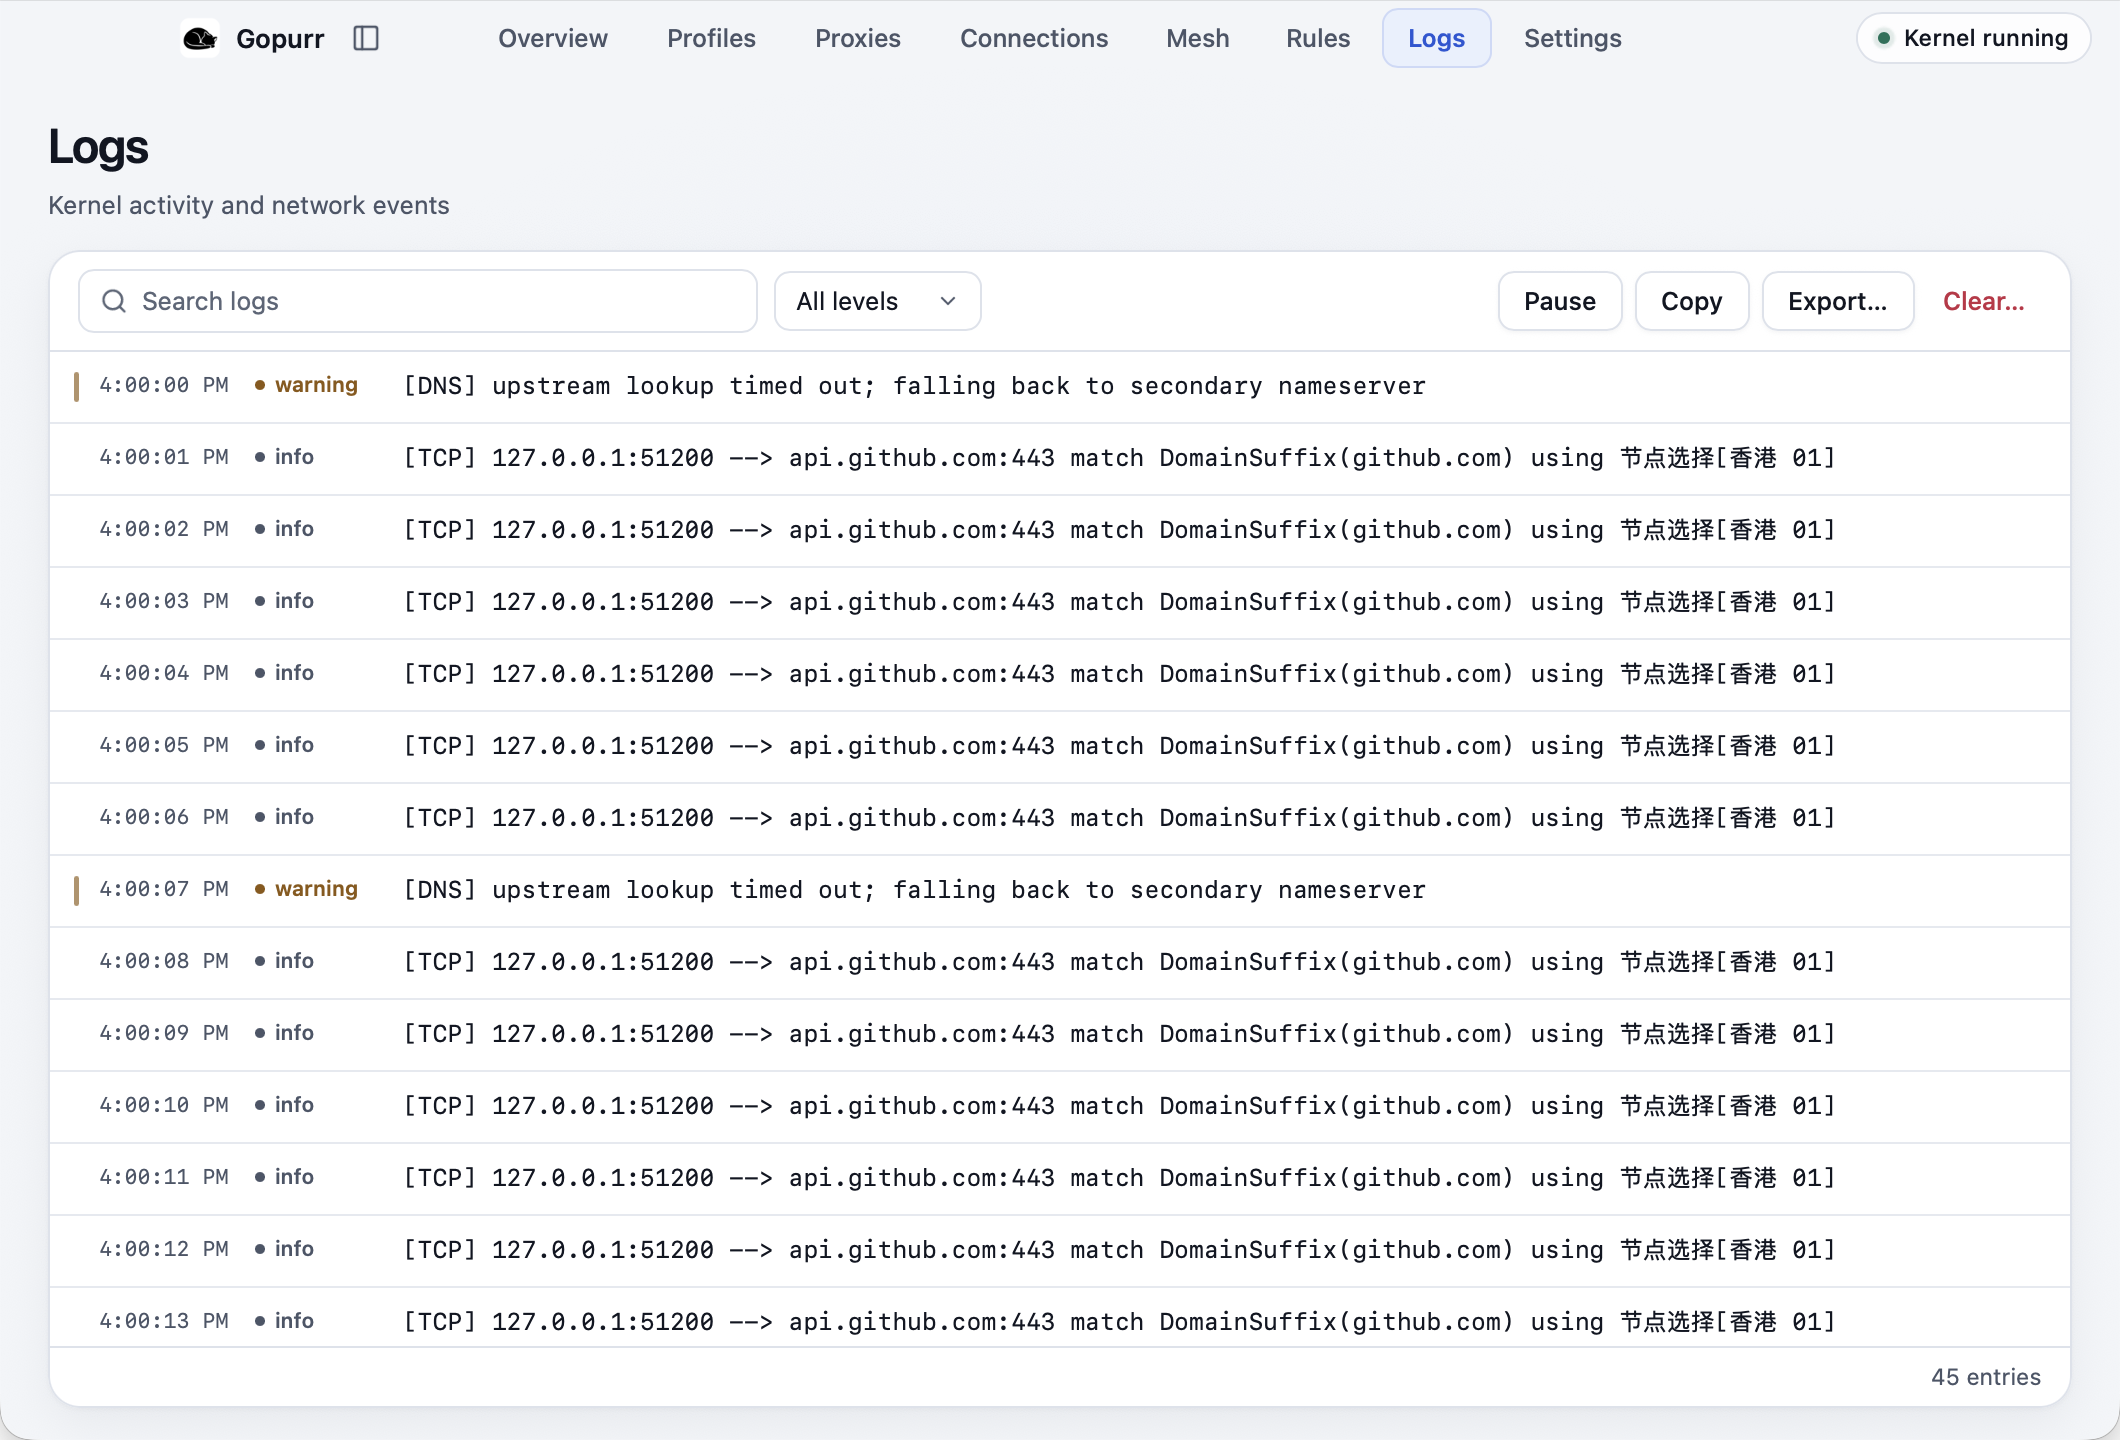 Gopurr Overview Profiles Proxies Connections Mesh Rules Logs Settings Kernel running
Logs
Kernel activity and network events
Search logs All levels Pause Copy Export... Clear...
4:00:00 PM warning [DNS] upstream lookup timed out; falling back to secondary nameserver
4:00:01 PM info [TCP] 127.0.0.1:51200 --> api.github.com:443 match DomainSuffix(github.com) using 节点选择[香港 01]
4:00:02 PM info [TCP] 127.0.0.1:51200 --> api.github.com:443 match DomainSuffix(github.com) using 节点选择[香港 01]
4:00:03 PM info [TCP] 127.0.0.1:51200 --> api.github.com:443 match DomainSuffix(github.com) using 节点选择[香港 01]
4:00:04 PM info [TCP] 127.0.0.1:51200 --> api.github.com:443 match DomainSuffix(github.com) using 节点选择[香港 01]
4:00:05 PM info [TCP] 127.0.0.1:51200 --> api.github.com:443 match DomainSuffix(github.com) using 节点选择[香港 01]
4:00:06 PM info [TCP] 127.0.0.1:51200 --> api.github.com:443 match DomainSuffix(github.com) using 节点选择[香港 01]
4:00:07 PM warning [DNS] upstream lookup timed out; falling back to secondary nameserver
4:00:08 PM info [TCP] 127.0.0.1:51200 --> api.github.com:443 match DomainSuffix(github.com) using 节点选择[香港 01]
4:00:09 PM info [TCP] 127.0.0.1:51200 --> api.github.com:443 match DomainSuffix(github.com) using 节点选择[香港 01]
4:00:10 PM info [TCP] 127.0.0.1:51200 --> api.github.com:443 match DomainSuffix(github.com) using 节点选择[香港 01]
4:00:11 PM info [TCP] 127.0.0.1:51200 --> api.github.com:443 match DomainSuffix(github.com) using 节点选择[香港 01]
4:00:12 PM info [TCP] 127.0.0.1:51200 --> api.github.com:443 match DomainSuffix(github.com) using 节点选择[香港 01]
4:00:13 PM info [TCP] 127.0.0.1:51200 --> api.github.com:443 match DomainSuffix(github.com) using 节点选择[香港 01]
45 entries